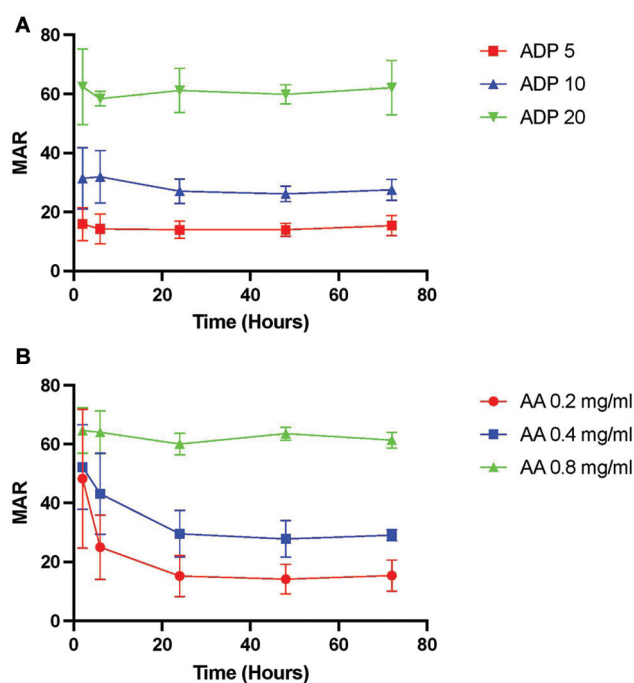 A
80
60
40
20
0
MAR
0 20 40 60 80
Time (Hours)
ADP 5
ADP 10
ADP 20
B
80
60
40
20
0
MAR
0 20 40 60 80
Time (Hours)
AA 0.2 mg/ml
AA 0.4 mg/ml
AA 0.8 mg/ml